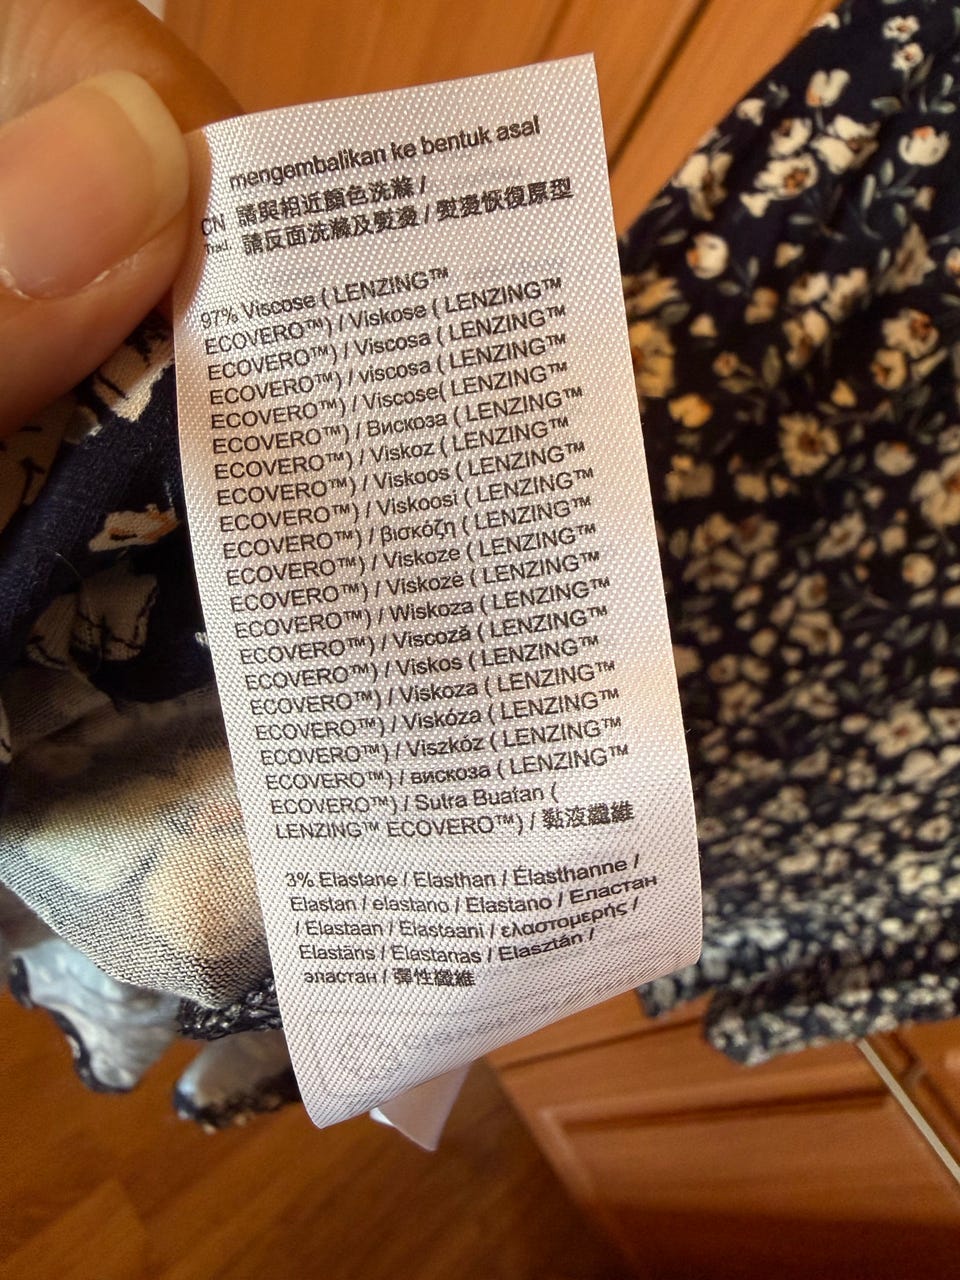 mengembalikan ke bentuk asal
CN 請與相近顏色洗滌 /
Trad. 請反面洗滌及熨燙 / 熨燙恢復原型
97% Viscose ( LENZING™
ECOVERO™) / Viskose ( LENZING™
ECOVERO™) / Viscosa ( LENZING™
ECOVERO™) / viscosa ( LENZING™
ECOVERO™) / Viscose( LENZING™
ECOVERO™) / Вискоза ( LENZING™
ECOVERO™) / Viskoz ( LENZING™
ECOVERO™) / Viskoos ( LENZING™
ECOVERO™) / Viskoosi ( LENZING™
ECOVERO™) / βισκόζη ( LENZING™
ECOVERO™) / Viskoze ( LENZING™
ECOVERO™) / Viskozė ( LENZING™
ECOVERO™) / Wiskoza ( LENZING™
ECOVERO™) / Viscoză ( LENZING™
ECOVERO™) / Viskos ( LENZING™
ECOVERO™) / Viskoza ( LENZING™
ECOVERO™) / Viskóza ( LENZING™
ECOVERO™) / Viszkóz ( LENZING™
ECOVERO™) / вискоза ( LENZING™
ECOVERO™) / Sutra Buatan (
LENZING™ ECOVERO™) / 黏液纖維
3% Elastane / Elasthan / Élasthanne /
Elastan / elastano / Elastano / Еластан
/ Elastaan / Elastaani / ελαστομερής /
Elastāns / Elastanas / Elasztán /
эластан / 彈性纖維